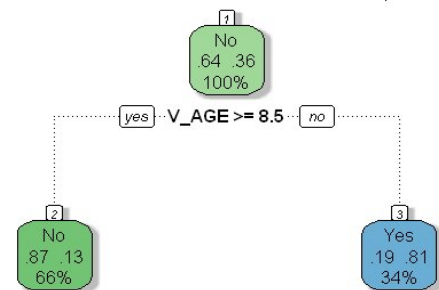 1
No
.64 .36
100%
yes V_AGE >= 8.5 no
2
No
.87 .13
66%
3
Yes
.19 .81
34%